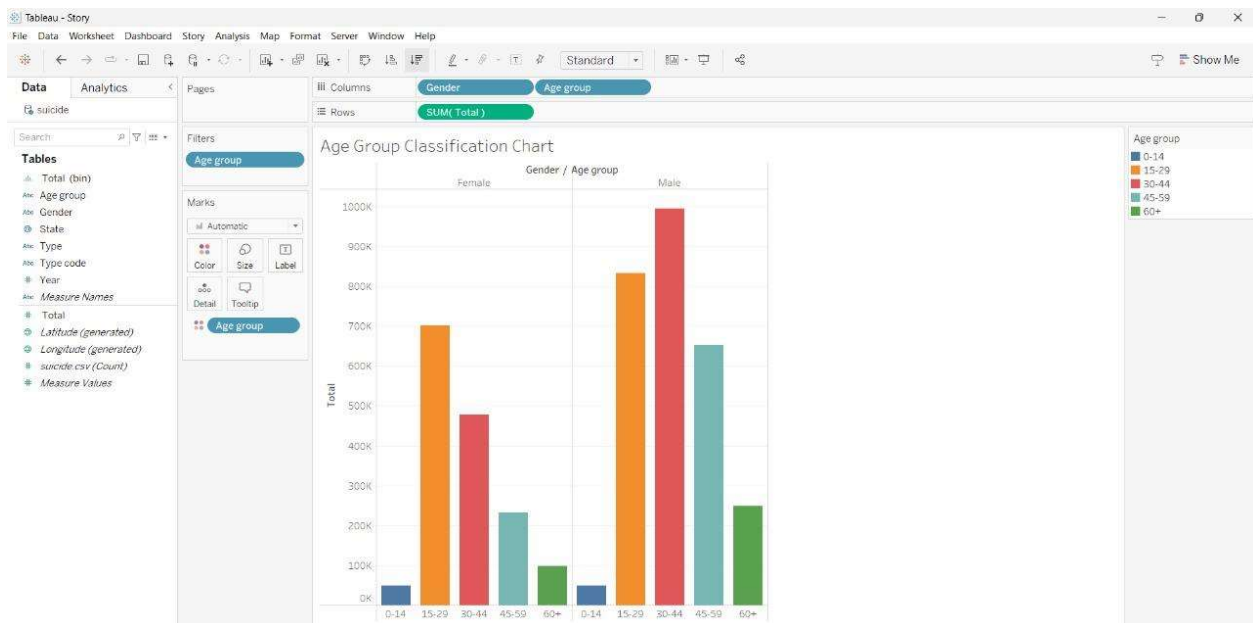 Tableau - Story
File Data Worksheet Dashboard Story Analysis Map Format Server Window Help
Standard
Show Me
Data Analytics
suicide
Search
Tables
Total (bin)
Abc Age group
Abc Gender
State
Abc Type
Abc Type code
# Year
Abc Measure Names
# Total
Latitude (generated)
Longitude (generated)
# suicide.csv (Count)
# Measure Values
Pages
Filters
Age group
Marks
Automatic
Color Size Label
Detail Tooltip
Age group
Columns Gender Age group
Rows SUM( Total )
Age Group Classification Chart
Gender / Age group
Female Male
1000K
900K
800K
700K
600K
500K
400K
300K
200K
100K
0K
Total
0-14 15-29 30-44 45-59 60+ 0-14 15-29 30-44 45-59 60+
Age group
0-14
15-29
30-44
45-59
60+